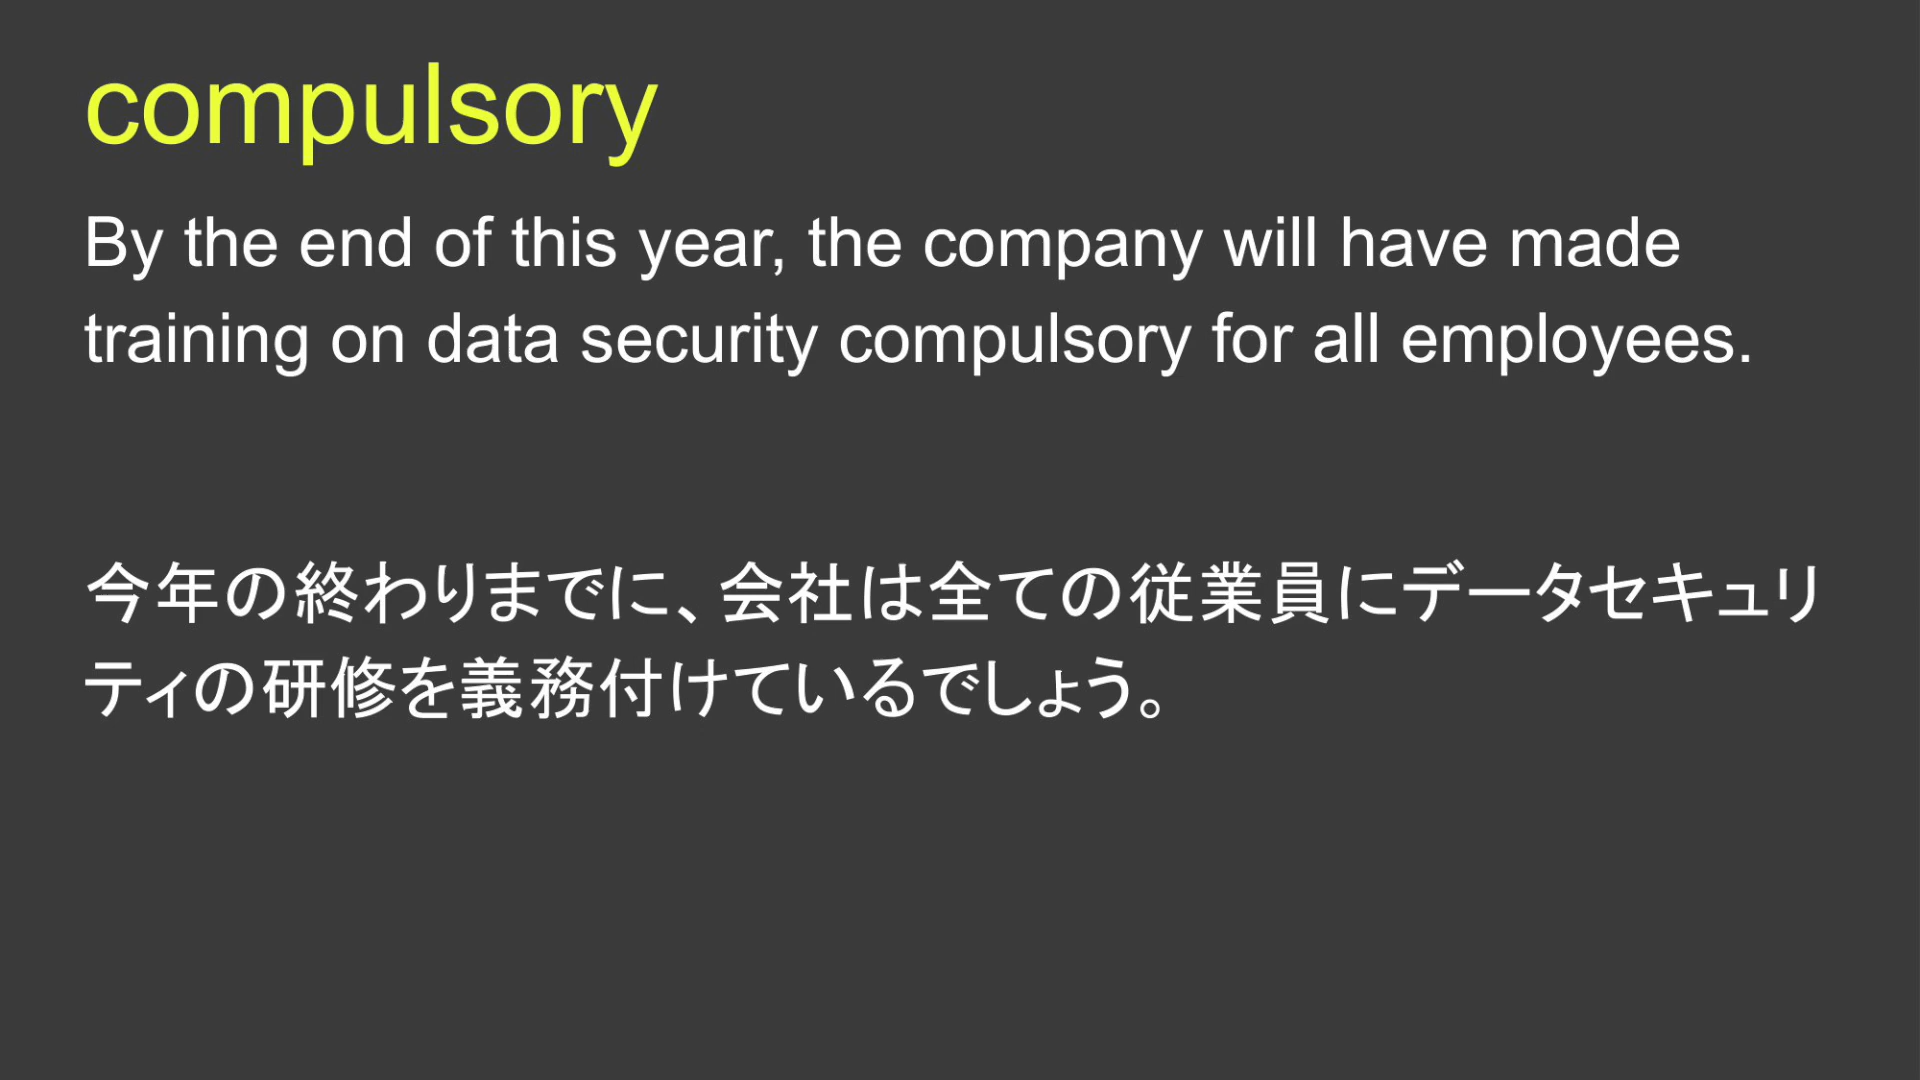 compulsory
By the end of this year, the company will have made
training on data security compulsory for all employees.
今年の終わりまでに、会社は全ての従業員にデータセキュリ
ティの研修を義務付けているでしょう。